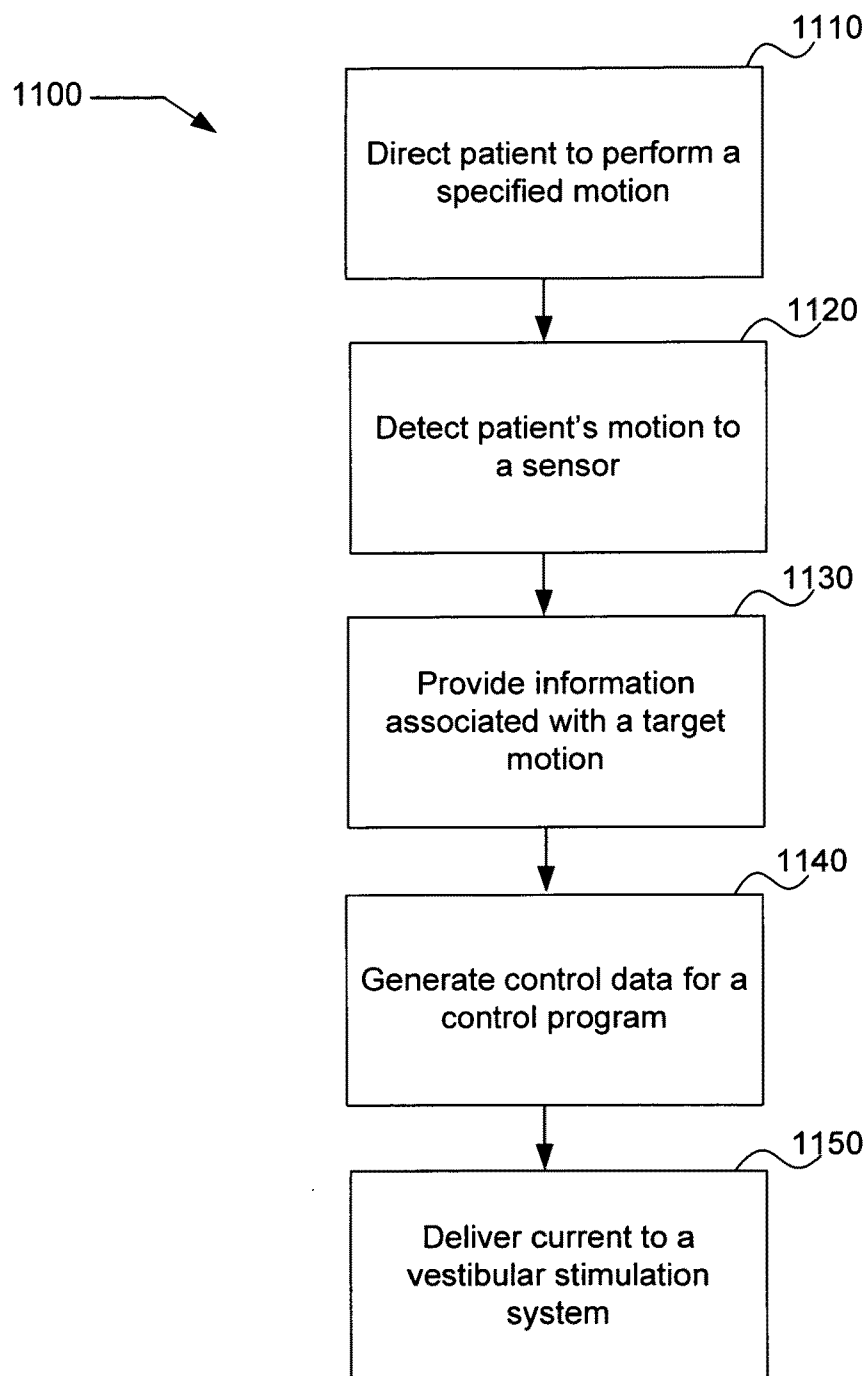 1110
1100
Direct patient to perform a
specified motion
1120
Detect patient's motion to
a sensor
1130
Provide information
associated with a target
motion
1140
Generate control data for a
control program
1150
Deliver current to a
vestibular stimulation
system